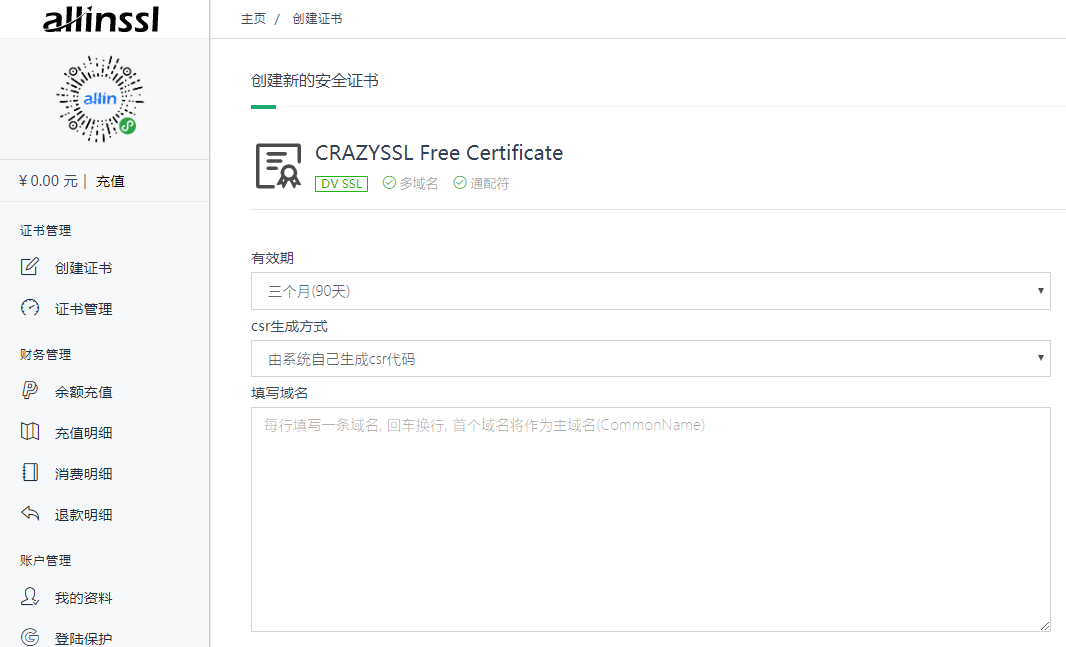 allinssl
allin
¥ 0.00 元 | 充值
证书管理
创建证书
证书管理
财务管理
余额充值
充值明细
消费明细
退款明细
账户管理
我的资料
登陆保护
主页 / 创建证书
创建新的安全证书
CRAZYSSL Free Certificate
DV SSL 多域名 通配符
有效期
三个月(90天)
csr生成方式
由系统自己生成csr代码
填写域名
每行填写一条域名, 回车换行, 首个域名将作为主域名(CommonName)